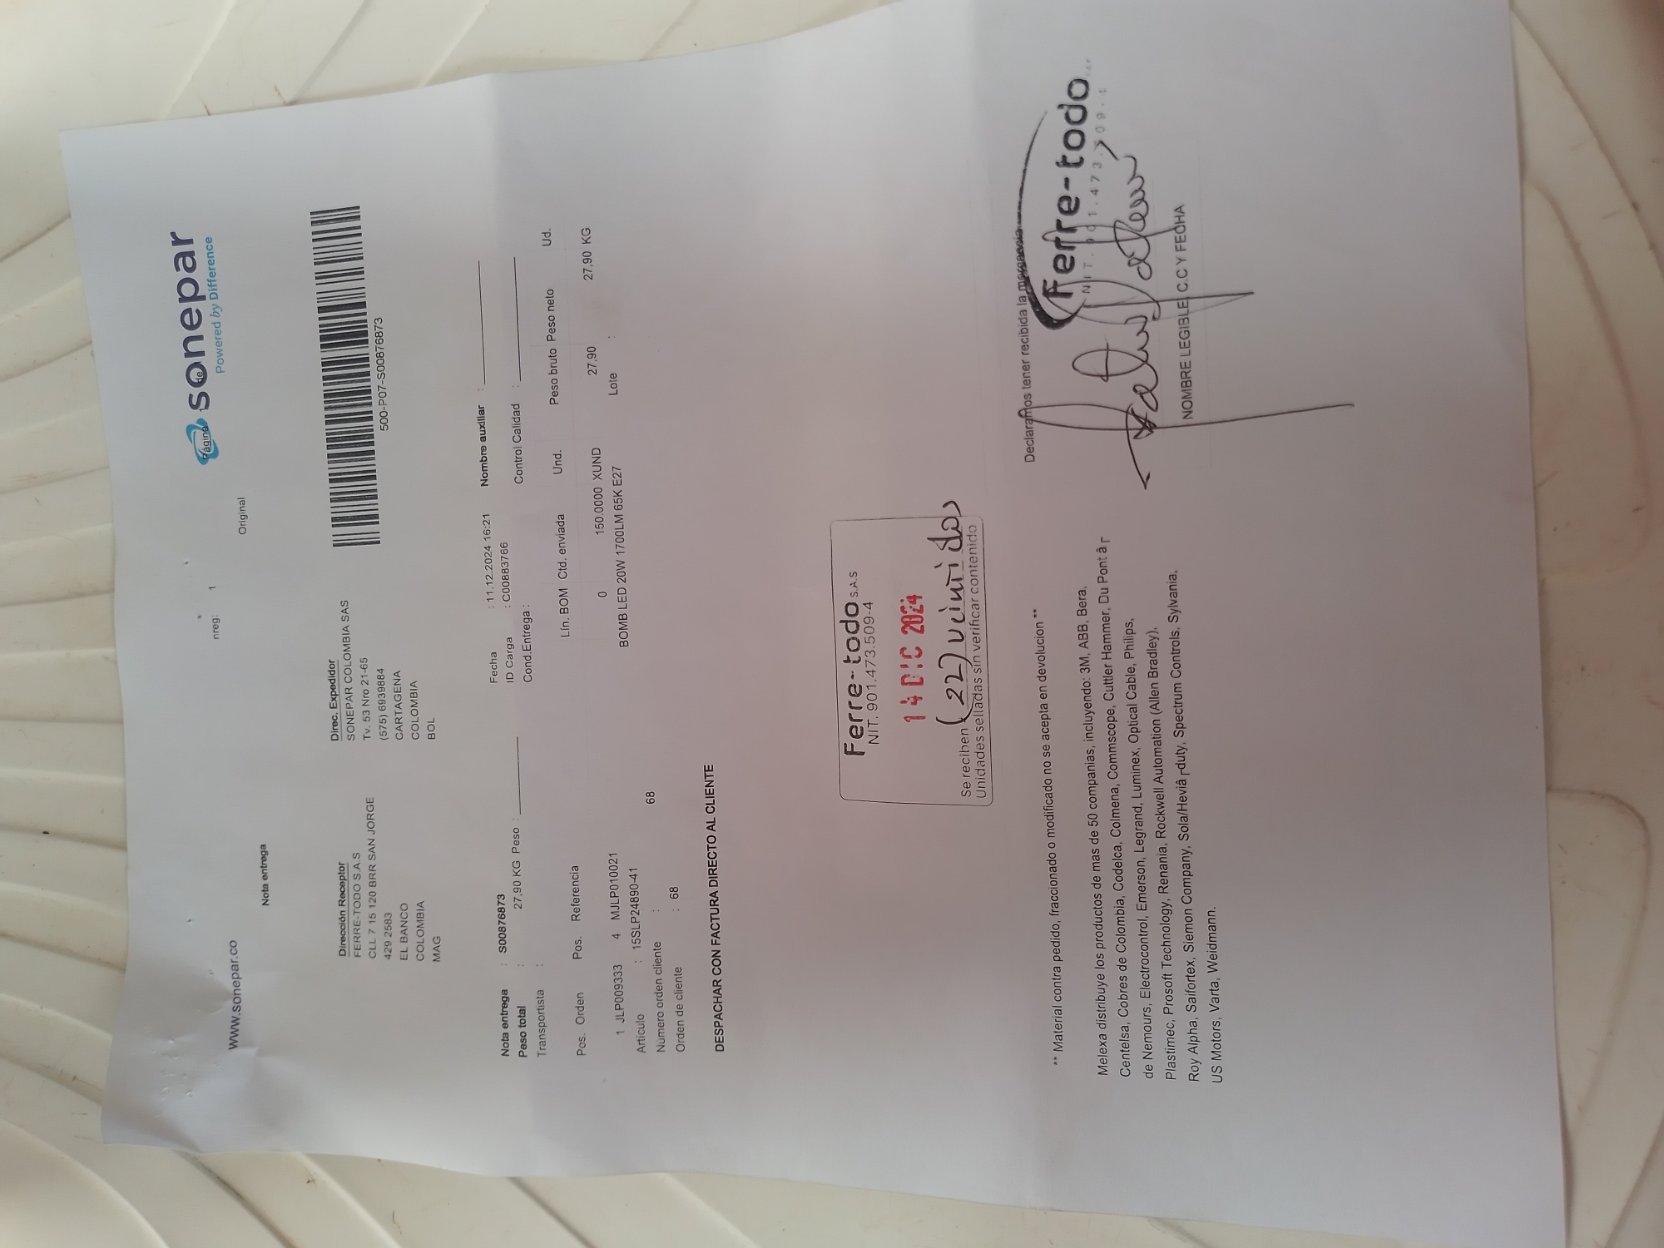 sonepar
Powered by Difference
Página de
www.sonepar.co
nreg: 1
Nota entrega
Original
Dirección Receptor
FERRE-TODO S.A.S
CLL 7 15 120 BRR SAN JORGE
429 2583
EL BANCO
COLOMBIA
MAG
Direc. Expedidor
SONEPAR COLOMBIA SAS
Tv. 53 Nro 21-65
(575) 6939884
CARTAGENA
COLOMBIA
BOL
500-P07-S00876873
Nota entrega : S00876873
Fecha : 11.12.2024 16:21
Nombre auxiliar :
Peso total : 27,90 KG Peso :
ID Carga : C00883766
Control Calidad :
Transportista :
Cond.Entrega :
Pos. Orden Pos. Referencia Lín. BOM Ctd. enviada Und. Peso bruto Peso neto Ud.
1 JLP009333 4 MJLP010021 0 150.0000 XUND 27,90 27,90 KG
Artículo : 15SLP24890-41 BOMB LED 20W 1700LM 65K E27 Lote :
Número orden cliente : 68
Orden de cliente : 68
DESPACHAR CON FACTURA DIRECTO AL CLIENTE
Ferre-todo S.A.S
NIT. 901.473.509-4
14 DIC 2024
Se reciben (22) veinti dos
Unidades selladas sin verificar contenido
** Material contra pedido, fraccionado o modificado no se acepta en devolucion**
Declaramos tener recibida la mercancia
Ferre-todo
NOMBRE LEGIBLE, C.C Y FECHA
Melexa distribuye los productos de mas de 50 companias, incluyendo: 3M, ABB, Bera,
Centelsa, Cobres de Colombia, Codelca, Colmena, Commscope, Cuttler Hammer, Du Pont â┌
de Nemours, Electrocontrol, Emerson, Legrand, Luminex, Optical Cable, Philips,
Plastimec, Prosoft Technology, Renania, Rockwell Automation (Allen Bradley),
Roy Alpha, Saifortex, Siemon Company, Sola/Heviâ ┌duty, Spectrum Controls, Sylvania,
US Motors, Varta, Weidmann.